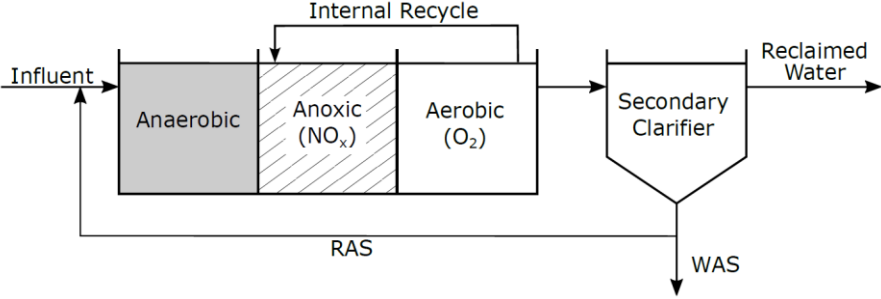 Internal Recycle
Influent
Anaerobic
Anoxic
(NOₓ)
Aerobic
(O₂)
Secondary
Clarifier
Reclaimed
Water
RAS
WAS